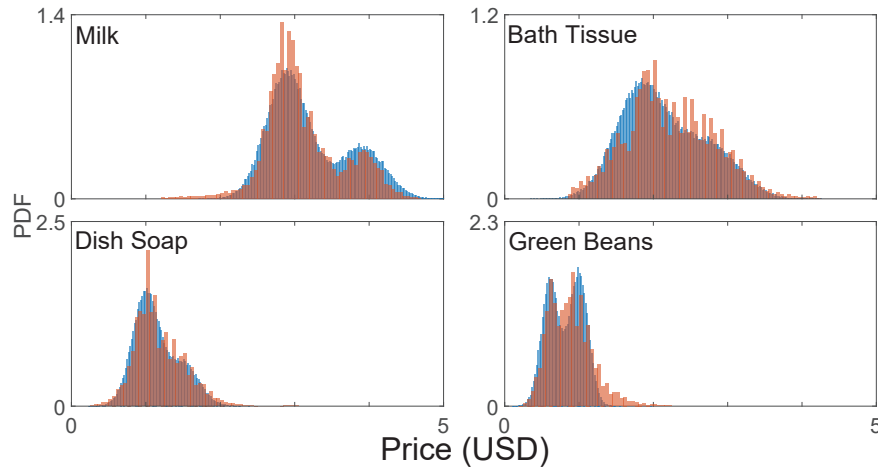 1.4
Milk
0
1.2
Bath Tissue
0
PDF
2.5
Dish Soap
0
2.3
Green Beans
0
0
5
0
5
Price (USD)